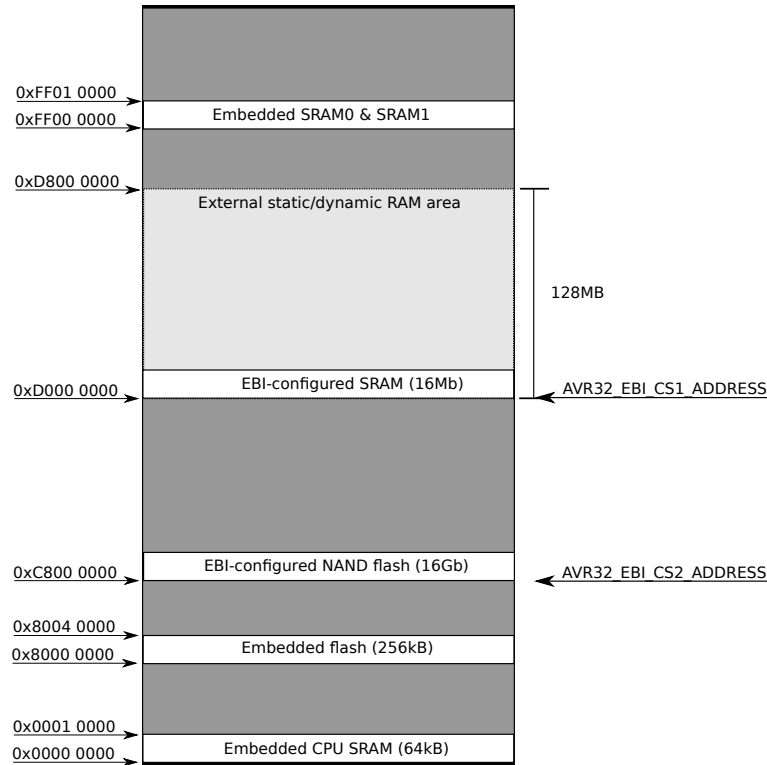 0xFF01 0000
Embedded SRAM0 & SRAM1
0xFF00 0000
0xD800 0000
External static/dynamic RAM area
128MB
EBI-configured SRAM (16Mb)
0xD000 0000
AVR32_EBI_CS1_ADDRESS
EBI-configured NAND flash (16Gb)
0xC800 0000
AVR32_EBI_CS2_ADDRESS
0x8004 0000
Embedded flash (256kB)
0x8000 0000
0x0001 0000
Embedded CPU SRAM (64kB)
0x0000 0000